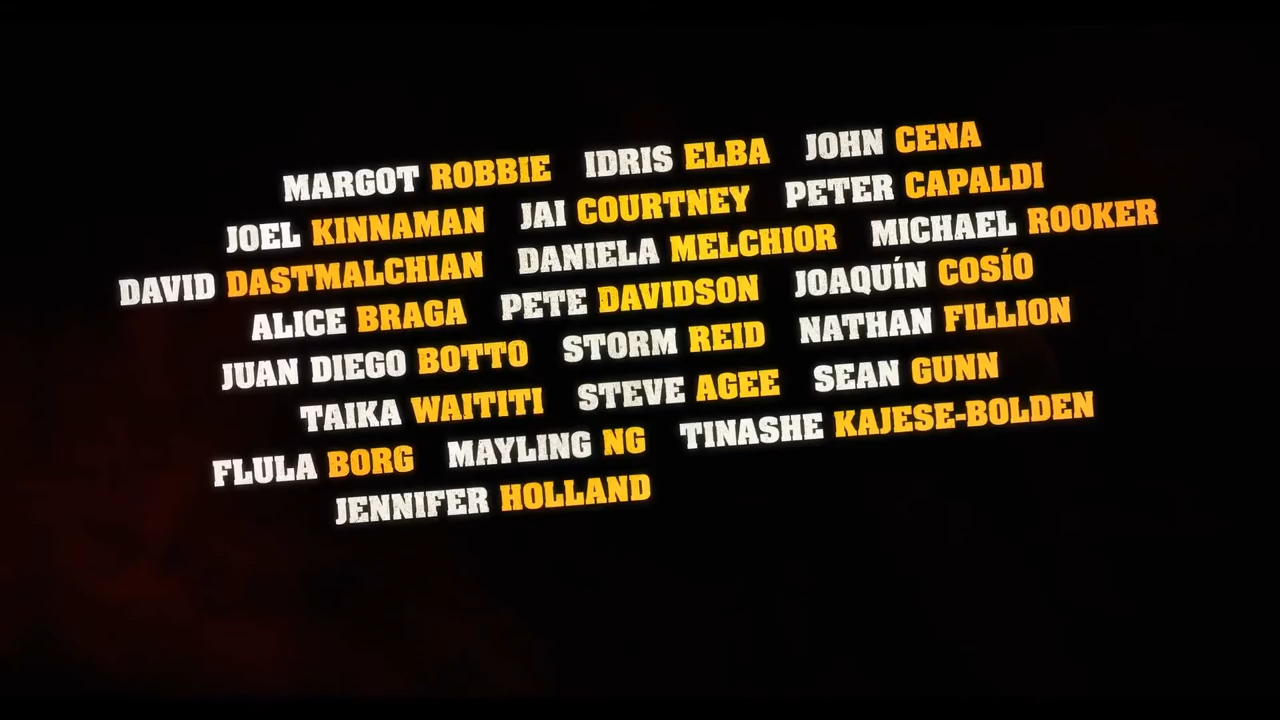 MARGOT ROBBIE IDRIS ELBA JOHN CENA
JOEL KINNAMAN JAI COURTNEY PETER CAPALDI
DAVID DASTMALCHIAN DANIELA MELCHIOR MICHAEL ROOKER
ALICE BRAGA PETE DAVIDSON JOAQUÍN COSÍO
JUAN DIEGO BOTTO STORM REID NATHAN FILLION
TAIKA WAITITI STEVE AGEE SEAN GUNN
FLULA BORG MAYLING NG TINASHE KAJESE-BOLDEN
JENNIFER HOLLAND